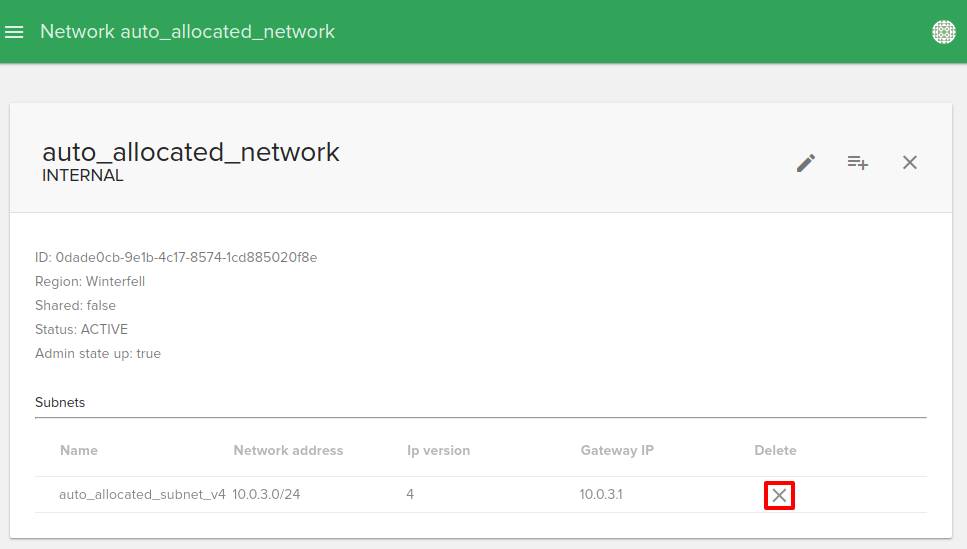 Network auto_allocated_network
auto_allocated_network
INTERNAL
ID: 0dade0cb-9e1b-4c17-8574-1cd885020f8e
Region: Winterfell
Shared: false
Status: ACTIVE
Admin state up: true
Subnets
Name Network address Ip version Gateway IP Delete
auto_allocated_subnet_v4 10.0.3.0/24 4 10.0.3.1